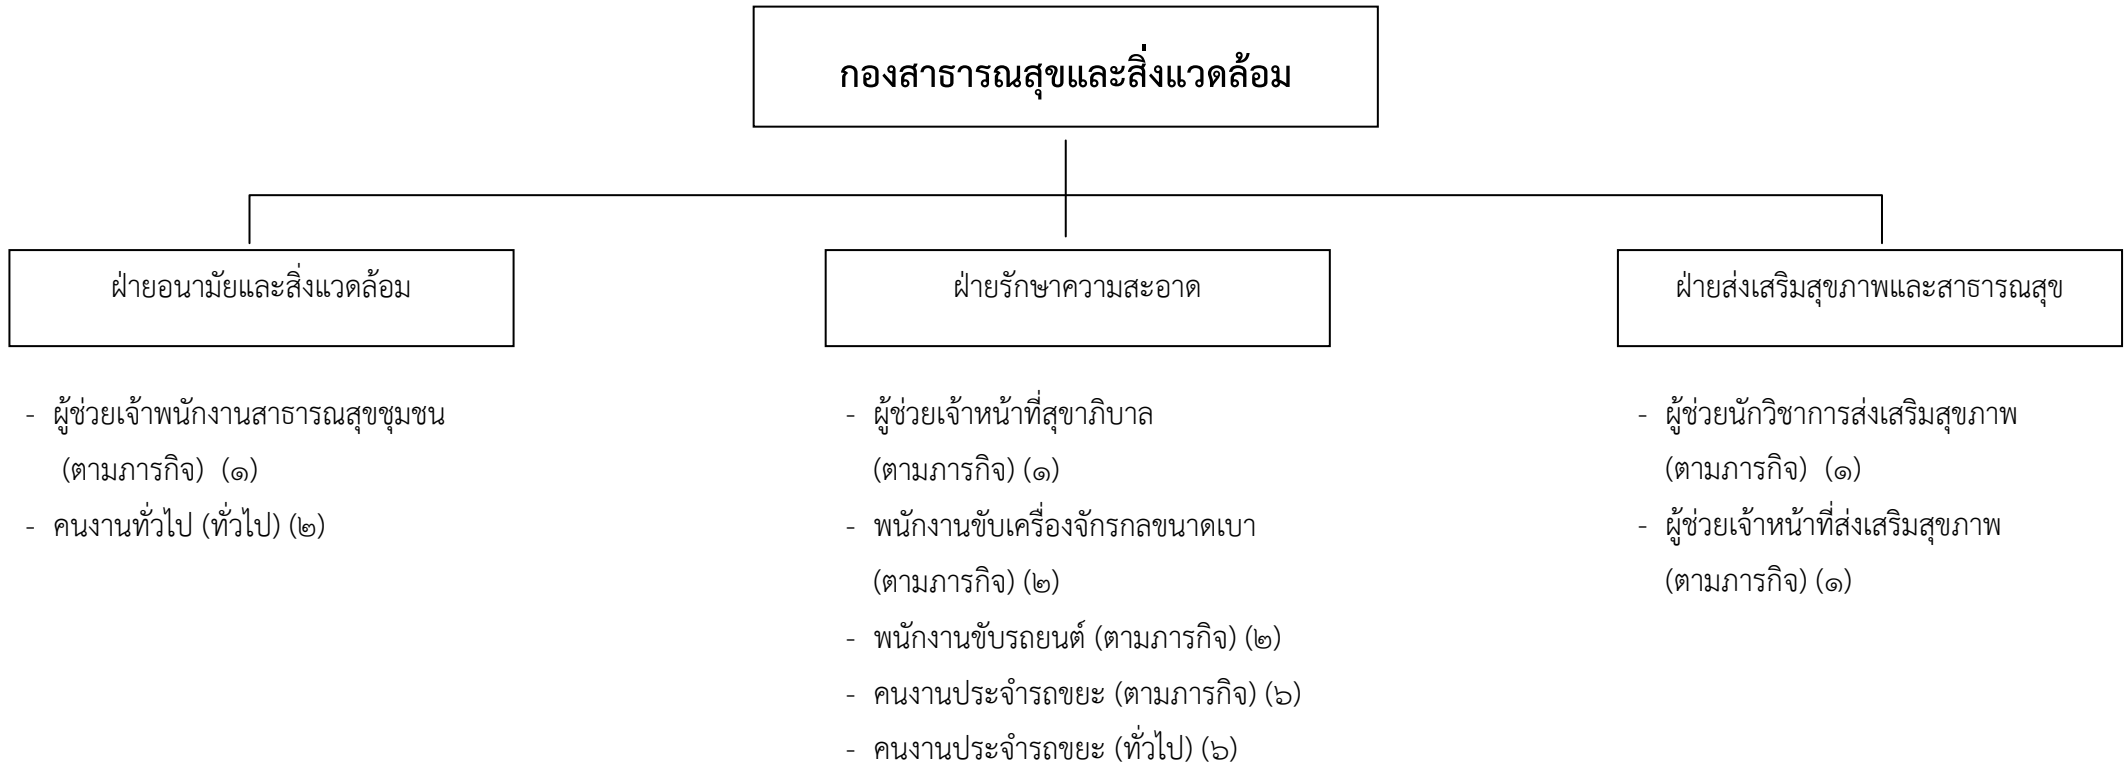 กองสาธารณสุขและสิ่งแวดล้อม
ฝ่ายอนามัยและสิ่งแวดล้อม
- ผู้ช่วยเจ้าพนักงานสาธารณสุขชุมชน
(ตามภารกิจ) (๑)
- คนงานทั่วไป (ทั่วไป) (๒)
ฝ่ายรักษาความสะอาด
- ผู้ช่วยเจ้าหน้าที่สุขาภิบาล
(ตามภารกิจ) (๑)
- พนักงานขับเครื่องจักรกลขนาดเบา
(ตามภารกิจ) (๒)
- พนักงานขับรถยนต์ (ตามภารกิจ) (๒)
- คนงานประจำรถขยะ (ตามภารกิจ) (๖)
- คนงานประจำรถขยะ (ทั่วไป) (๖)
ฝ่ายส่งเสริมสุขภาพและสาธารณสุข
- ผู้ช่วยนักวิชาการส่งเสริมสุขภาพ
(ตามภารกิจ) (๑)
- ผู้ช่วยเจ้าหน้าที่ส่งเสริมสุขภาพ
(ตามภารกิจ) (๑)